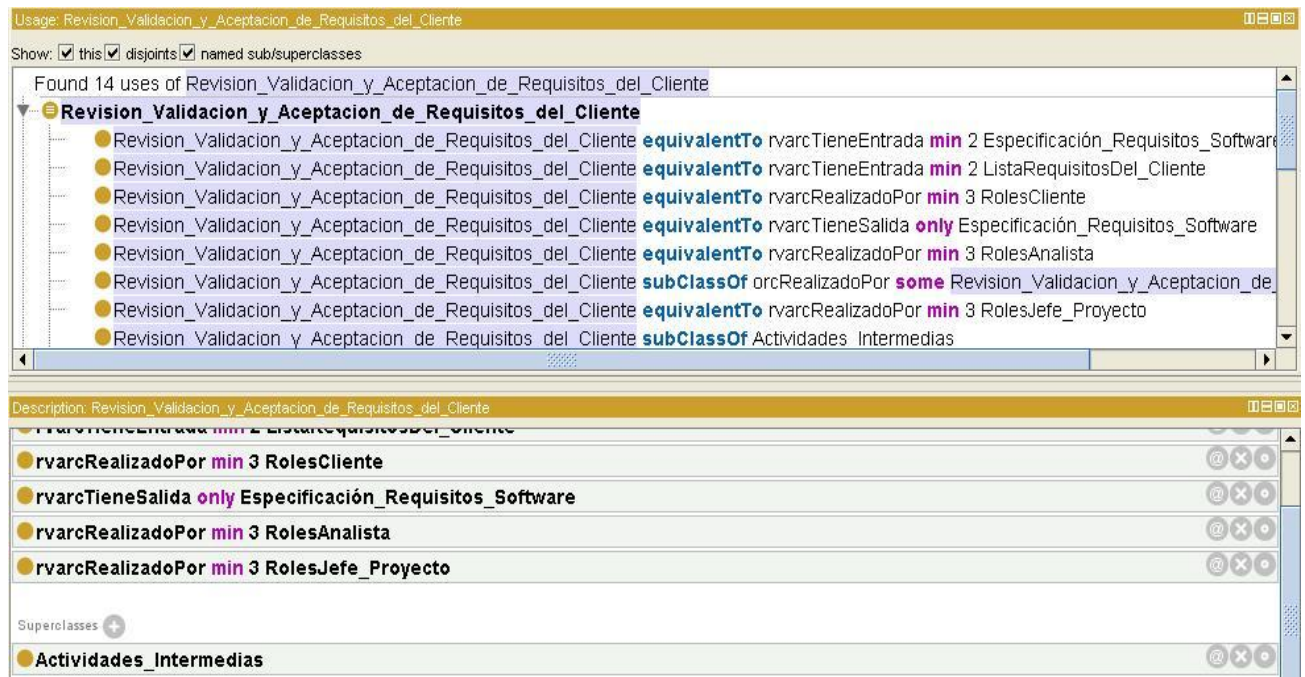 Usage: Revision_Validacion_y_Aceptacion_de_Requisitos_del_Cliente
Show: this disjoints named sub/superclasses
Found 14 uses of Revision_Validacion_y_Aceptacion_de_Requisitos_del_Cliente
Revision_Validacion_y_Aceptacion_de_Requisitos_del_Cliente
Revision_Validacion_y_Aceptacion_de_Requisitos_del_Cliente equivalentTo rvarcTieneEntrada min 2 Especificación_Requisitos_Software
Revision_Validacion_y_Aceptacion_de_Requisitos_del_Cliente equivalentTo rvarcTieneEntrada min 2 ListaRequisitosDel_Cliente
Revision_Validacion_y_Aceptacion_de_Requisitos_del_Cliente equivalentTo rvarcRealizadoPor min 3 RolesCliente
Revision_Validacion_y_Aceptacion_de_Requisitos_del_Cliente equivalentTo rvarcTieneSalida only Especificación_Requisitos_Software
Revision_Validacion_y_Aceptacion_de_Requisitos_del_Cliente equivalentTo rvarcRealizadoPor min 3 RolesAnalista
Revision_Validacion_y_Aceptacion_de_Requisitos_del_Cliente subClassOf orcRealizadoPor some Revision_Validacion_y_Aceptacion_de_
Revision_Validacion_y_Aceptacion_de_Requisitos_del_Cliente equivalentTo rvarcRealizadoPor min 3 RolesJefe_Proyecto
Revision_Validacion_y_Aceptacion_de_Requisitos_del_Cliente subClassOf Actividades_Intermedias
Description: Revision_Validacion_y_Aceptacion_de_Requisitos_del_Cliente
rvarcTieneEntrada min 2 ListaRequisitosDel_Cliente
rvarcRealizadoPor min 3 RolesCliente
rvarcTieneSalida only Especificación_Requisitos_Software
rvarcRealizadoPor min 3 RolesAnalista
rvarcRealizadoPor min 3 RolesJefe_Proyecto
Superclasses
Actividades_Intermedias